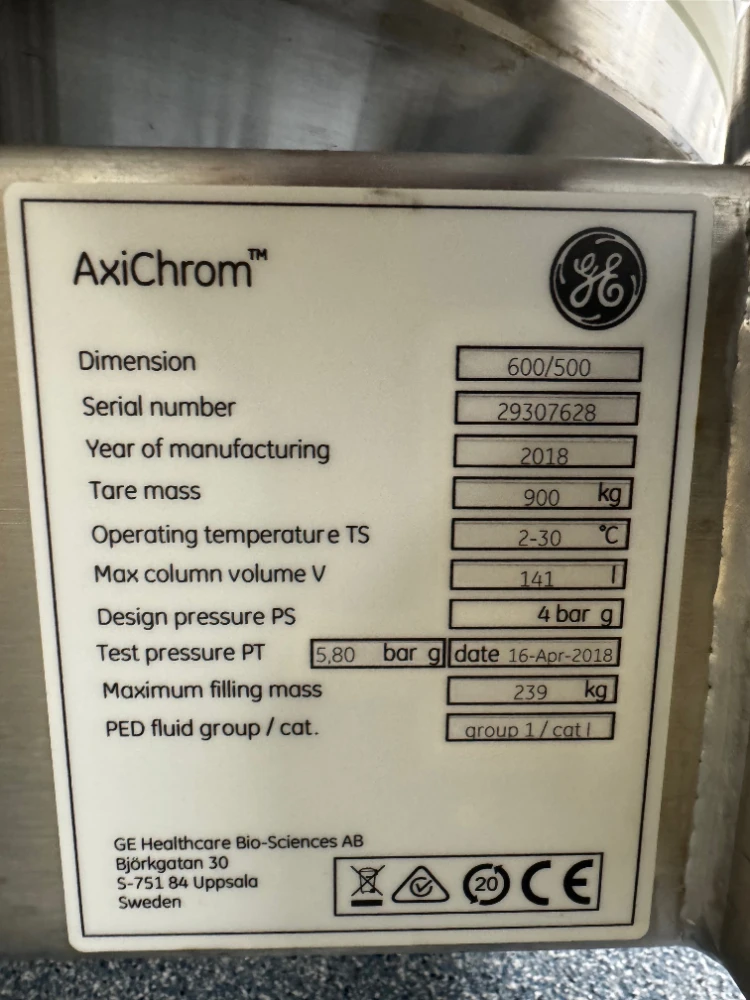 AxiChrom™
GE
Dimension 600/500
Serial number 29307628
Year of manufacturing 2018
Tare mass 900 kg
Operating temperature TS 2-30 °C
Max column volume V 141 l
Design pressure PS 4 bar g
Test pressure PT 5,80 bar g date 16-Apr-2018
Maximum filling mass 239 kg
PED fluid group / cat. group 1 / cat I
GE Healthcare Bio-Sciences AB
Björkgatan 30
S-751 84 Uppsala
Sweden
20 CE